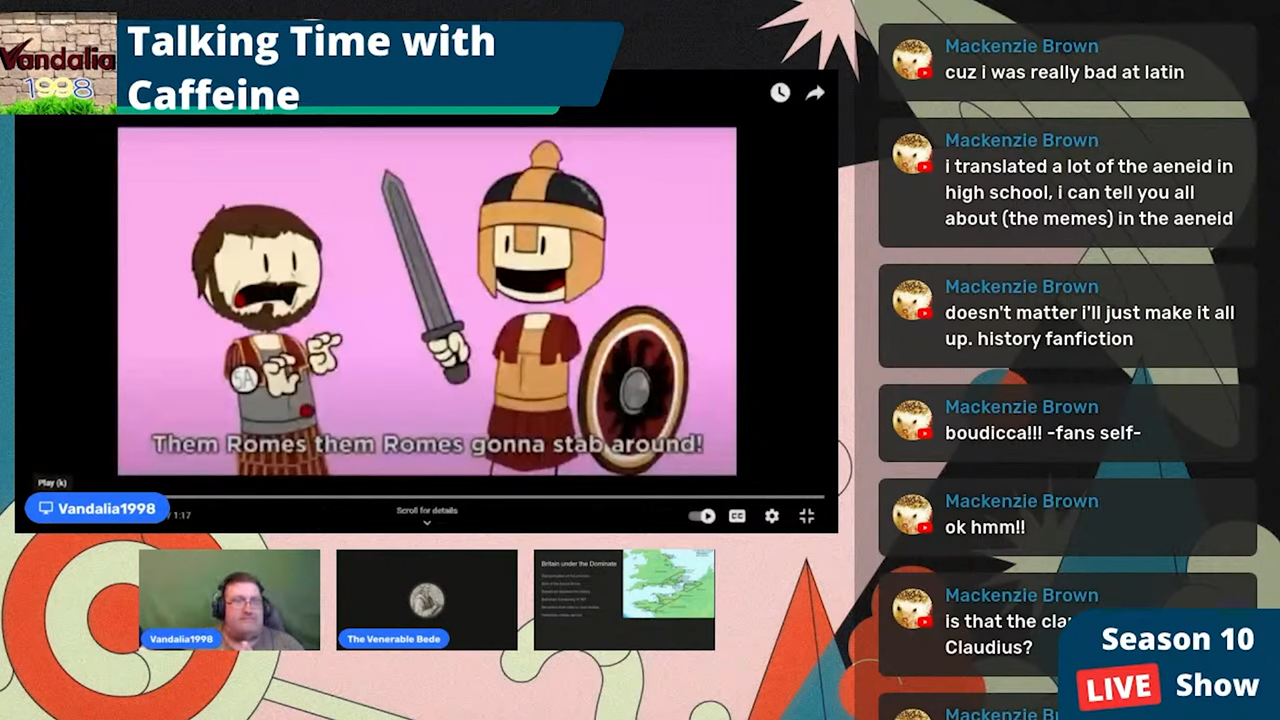 Vandalia
1998
Talking Time with
Caffeine
Them Romes them Romes gonna stab around!
SA
Play (k)
Vandalia1998
/ 1:17
Scroll for details
CC
Vandalia1998
The Venerable Bede
Britain under the Dominate
Mackenzie Brown
cuz i was really bad at latin
Mackenzie Brown
i translated a lot of the aeneid in
high school, i can tell you all
about (the memes) in the aeneid
Mackenzie Brown
doesn't matter i'll just make it all
up. history fanfiction
Mackenzie Brown
boudicca!!! -fans self-
Mackenzie Brown
ok hmm!!
Mackenzie Brown
is that the cla
Claudius?
Mackenzie B
Season 10
LIVE Show